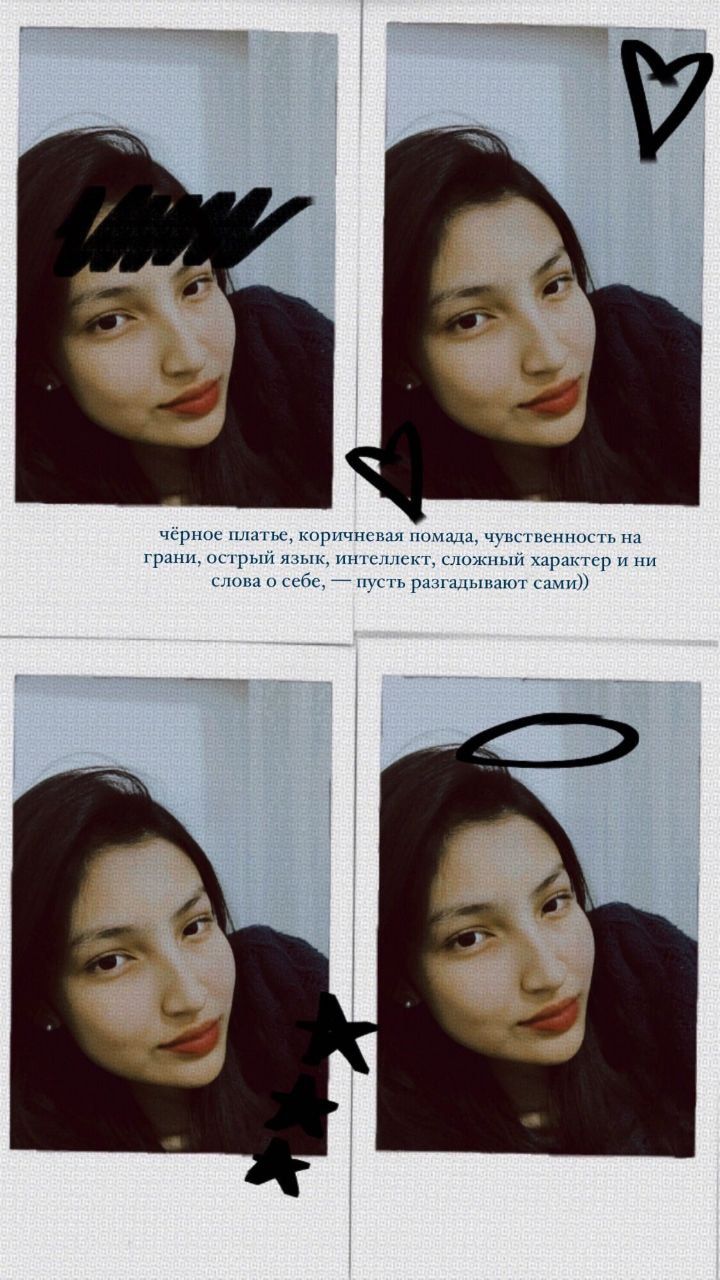 чёрное платье, коричневая помада, чувственность на
грани, острый язык, интеллект, сложный характер и ни
слова о себе, — пусть разгадывают сами))